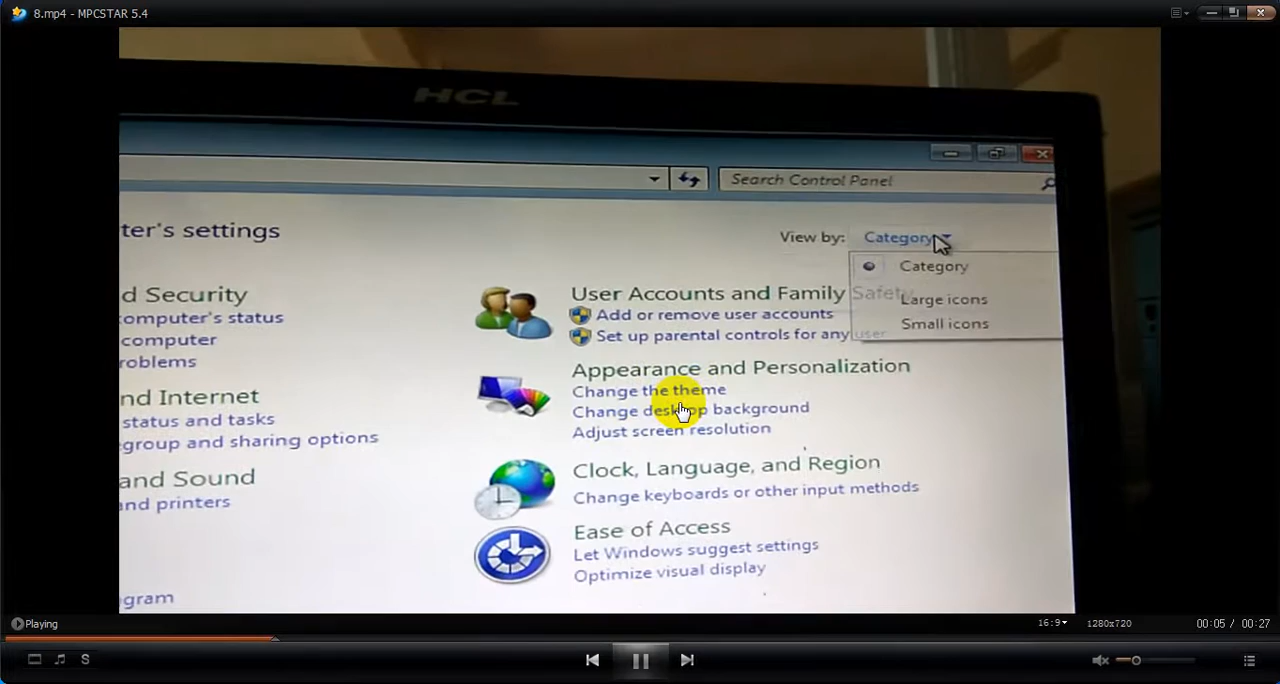 8.mp4 - MPCSTAR 5.4
HCL
Search Control Panel
ter's settings
View by: Category
Category
Large icons
Small icons
d Security
omputer's status
computer
roblems
User Accounts and Family Safety
Add or remove user accounts
Set up parental controls for any user
nd Internet
status and tasks
group and sharing options
Appearance and Personalization
Change the theme
Change desktop background
Adjust screen resolution
and Sound
and printers
Clock, Language, and Region
Change keyboards or other input methods
Ease of Access
Let Windows suggest settings
Optimize visual display
gram
Playing
16:9
1280x720
00:05 / 00:27
S